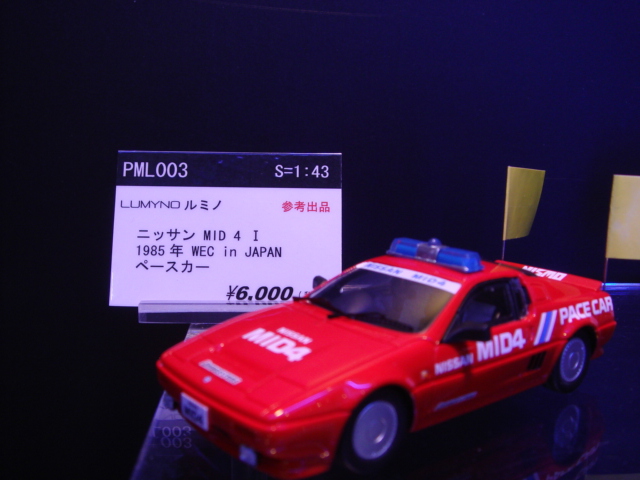 PML003 S=1:43
LUMYNO ルミノ 参考出品
ニッサン MID 4 I
1985年 WEC in JAPAN
ペースカー
¥6,000
NISSAN MID4
NISSAN
MID4
NISSAN MID4
PACE CAR
003